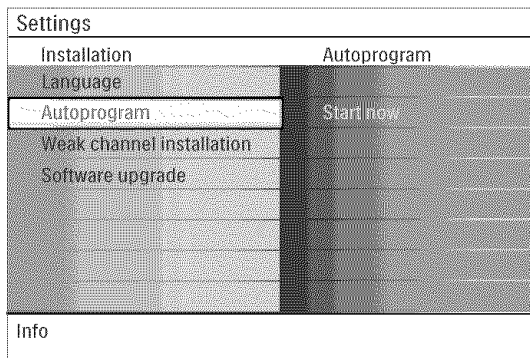 Settings
Installation
Autoprogram
Language
Autoprogram
Start now
Weak channel installation
Software upgrade
Info